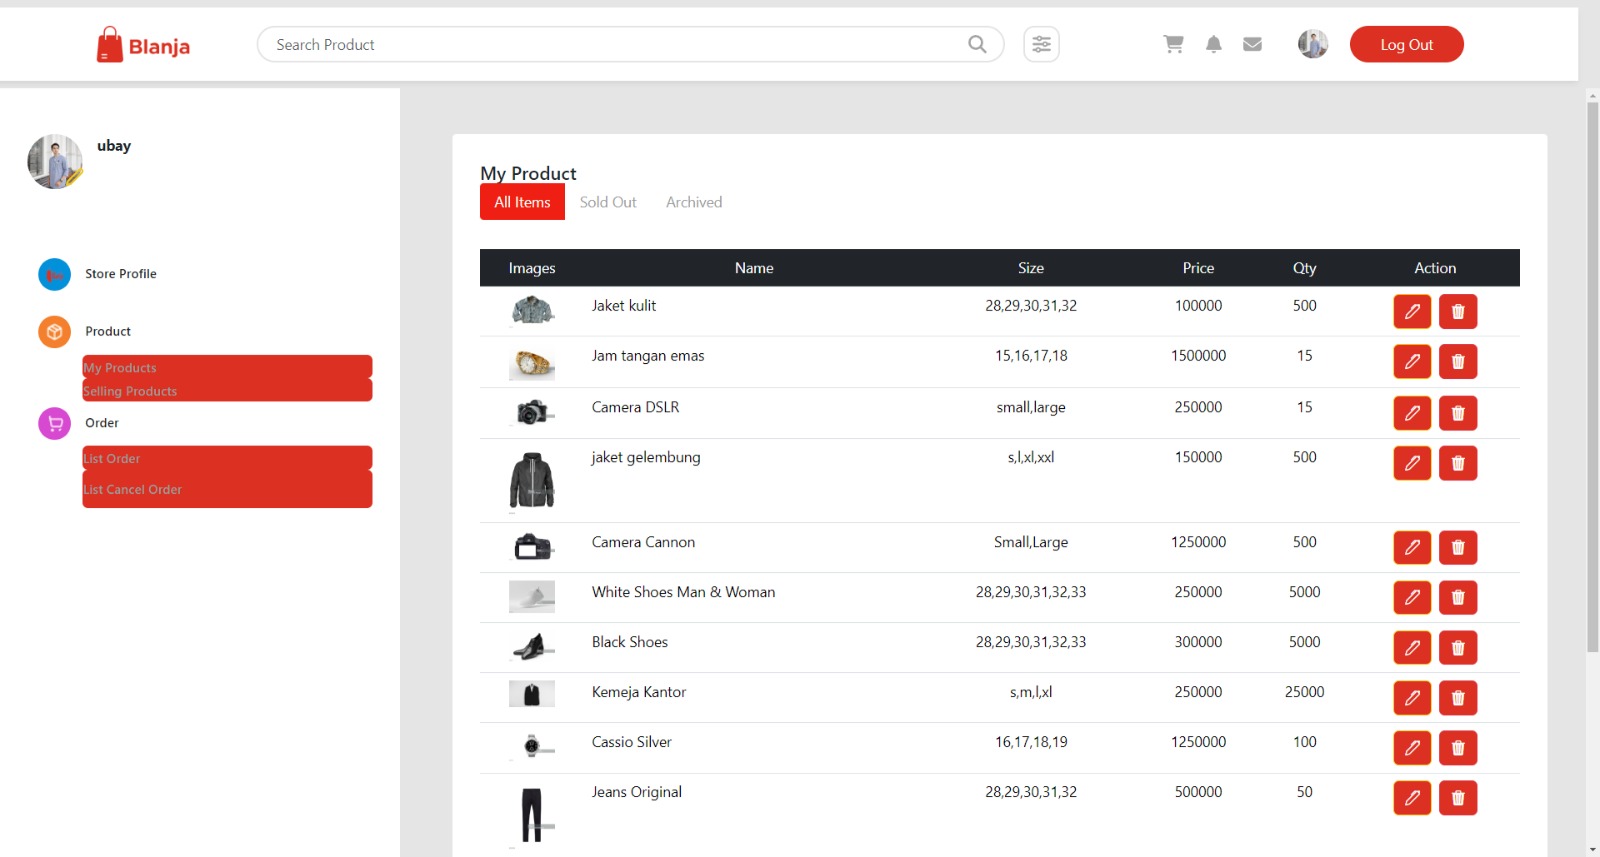 Blanja
Search Product
Log Out
ubay
Store Profile
Product
My Products
Selling Products
Order
List Order
List Cancel Order
My Product
All Items Sold Out Archived
Images Name Size Price Qty Action
Jaket kulit 28,29,30,31,32 100000 500
Jam tangan emas 15,16,17,18 1500000 15
Camera DSLR small,large 250000 15
jaket gelembung s,l,xl,xxl 150000 500
Camera Cannon Small,Large 1250000 500
White Shoes Man & Woman 28,29,30,31,32,33 250000 5000
Black Shoes 28,29,30,31,32,33 300000 5000
Kemeja Kantor s,m,l,xl 250000 25000
Cassio Silver 16,17,18,19 1250000 100
Jeans Original 28,29,30,31,32 500000 50